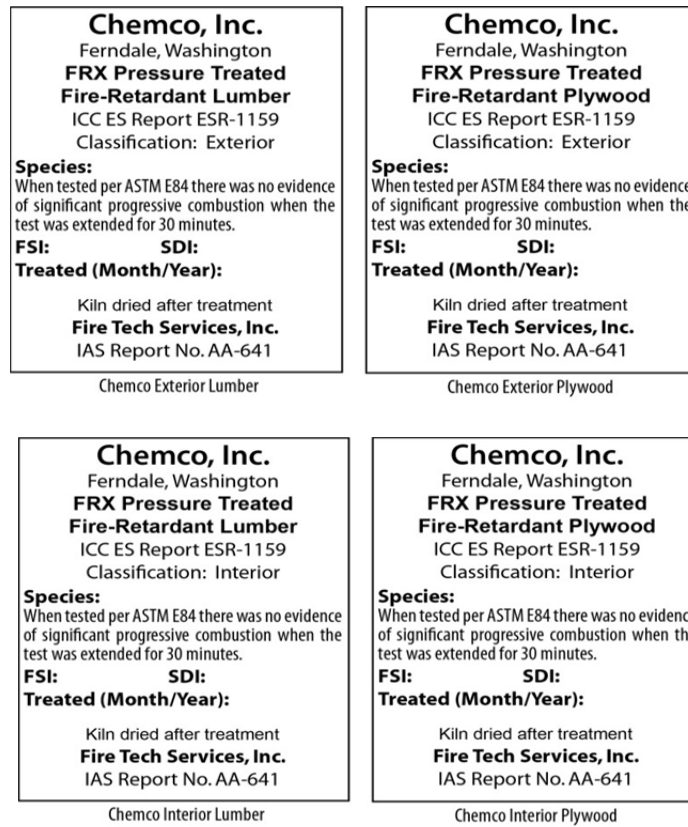 Chemco, Inc.
Ferndale, Washington
FRX Pressure Treated
Fire-Retardant Lumber
ICC ES Report ESR-1159
Classification: Exterior
Species:
When tested per ASTM E84 there was no evidence
of significant progressive combustion when the
test was extended for 30 minutes.
FSI: SDI:
Treated (Month/Year):
Kiln dried after treatment
Fire Tech Services, Inc.
IAS Report No. AA-641
Chemco Exterior Lumber
Chemco, Inc.
Ferndale, Washington
FRX Pressure Treated
Fire-Retardant Plywood
ICC ES Report ESR-1159
Classification: Exterior
Species:
When tested per ASTM E84 there was no evidence
of significant progressive combustion when the
test was extended for 30 minutes.
FSI: SDI:
Treated (Month/Year):
Kiln dried after treatment
Fire Tech Services, Inc.
IAS Report No. AA-641
Chemco Exterior Plywood
Chemco, Inc.
Ferndale, Washington
FRX Pressure Treated
Fire-Retardant Lumber
ICC ES Report ESR-1159
Classification: Interior
Species:
When tested per ASTM E84 there was no evidence
of significant progressive combustion when the
test was extended for 30 minutes.
FSI: SDI:
Treated (Month/Year):
Kiln dried after treatment
Fire Tech Services, Inc.
IAS Report No. AA-641
Chemco Interior Lumber
Chemco, Inc.
Ferndale, Washington
FRX Pressure Treated
Fire-Retardant Plywood
ICC ES Report ESR-1159
Classification: Interior
Species:
When tested per ASTM E84 there was no evidenc
of significant progressive combustion when th
test was extended for 30 minutes.
FSI: SDI:
Treated (Month/Year):
Kiln dried after treatment
Fire Tech Services, Inc.
IAS Report No. AA-641
Chemco Interior Plywood